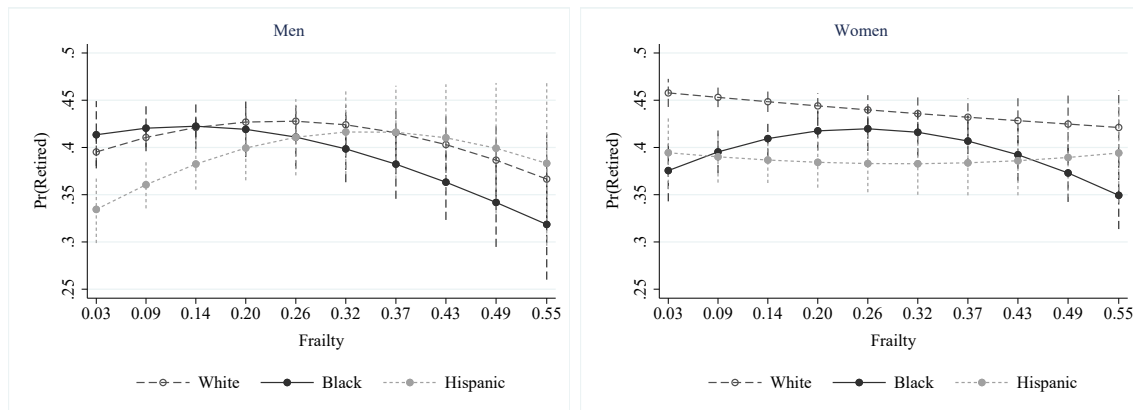 Men
Pr(Retired)
.5
.45
.4
.35
.3
.25
0.03 0.09 0.14 0.20 0.26 0.32 0.37 0.43 0.49 0.55
Frailty
White Black Hispanic
Women
Pr(Retired)
.5
.45
.4
.35
.3
.25
0.03 0.09 0.14 0.20 0.26 0.32 0.37 0.43 0.49 0.55
Frailty
White Black Hispanic